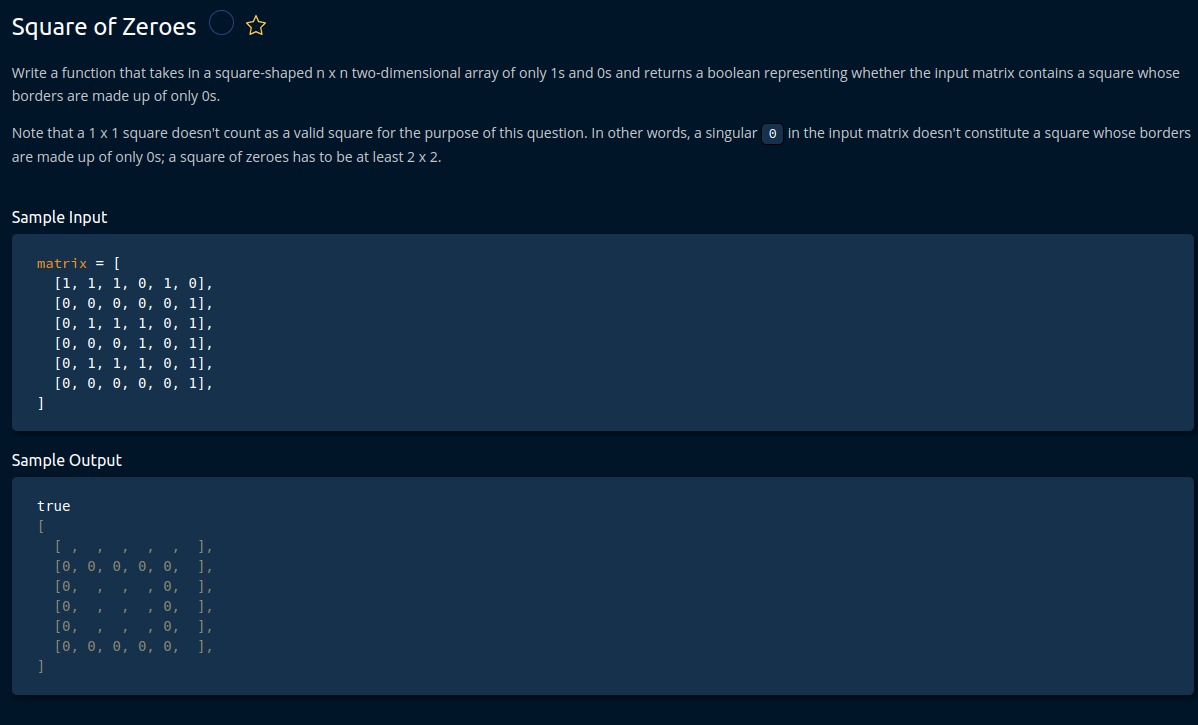 Square of Zeroes
Write a function that takes in a square-shaped n x n two-dimensional array of only 1s and 0s and returns a boolean representing whether the input matrix contains a square whose
borders are made up of only 0s.
Note that a 1 x 1 square doesn't count as a valid square for the purpose of this question. In other words, a singular 0 in the input matrix doesn't constitute a square whose borders
are made up of only 0s; a square of zeroes has to be at least 2 x 2.
Sample Input
matrix = [
  [1, 1, 1, 0, 1, 0],
  [0, 0, 0, 0, 0, 1],
  [0, 1, 1, 1, 0, 1],
  [0, 0, 0, 1, 0, 1],
  [0, 1, 1, 1, 0, 1],
  [0, 0, 0, 0, 0, 1],
]
Sample Output
true
[
  [ ,  ,  ,  ,  ,  ],
  [0, 0, 0, 0, 0,  ],
  [0,  ,  ,  , 0,  ],
  [0,  ,  ,  , 0,  ],
  [0,  ,  ,  , 0,  ],
  [0, 0, 0, 0, 0,  ],
]